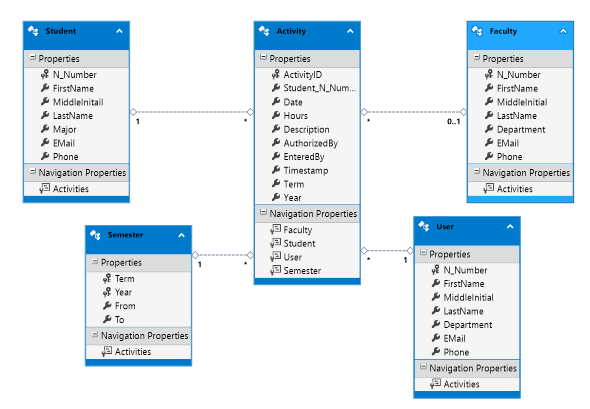 Student
Properties
N_Number
FirstName
MiddleInitail
LastName
Major
EMail
Phone
Navigation Properties
Activities
1
*
Activity
Properties
ActivityID
Student_N_Num...
Date
Hours
Description
AuthorizedBy
EnteredBy
Timestamp
Term
Year
Navigation Properties
Faculty
Student
User
Semester
*
0..1
Faculty
Properties
N_Number
FirstName
MiddleInitial
LastName
Department
EMail
Phone
Navigation Properties
Activities
Semester
Properties
Term
Year
From
To
Navigation Properties
Activities
1
*
*
1
User
Properties
N_Number
FirstName
MiddleInitial
LastName
Department
EMail
Phone
Navigation Properties
Activities